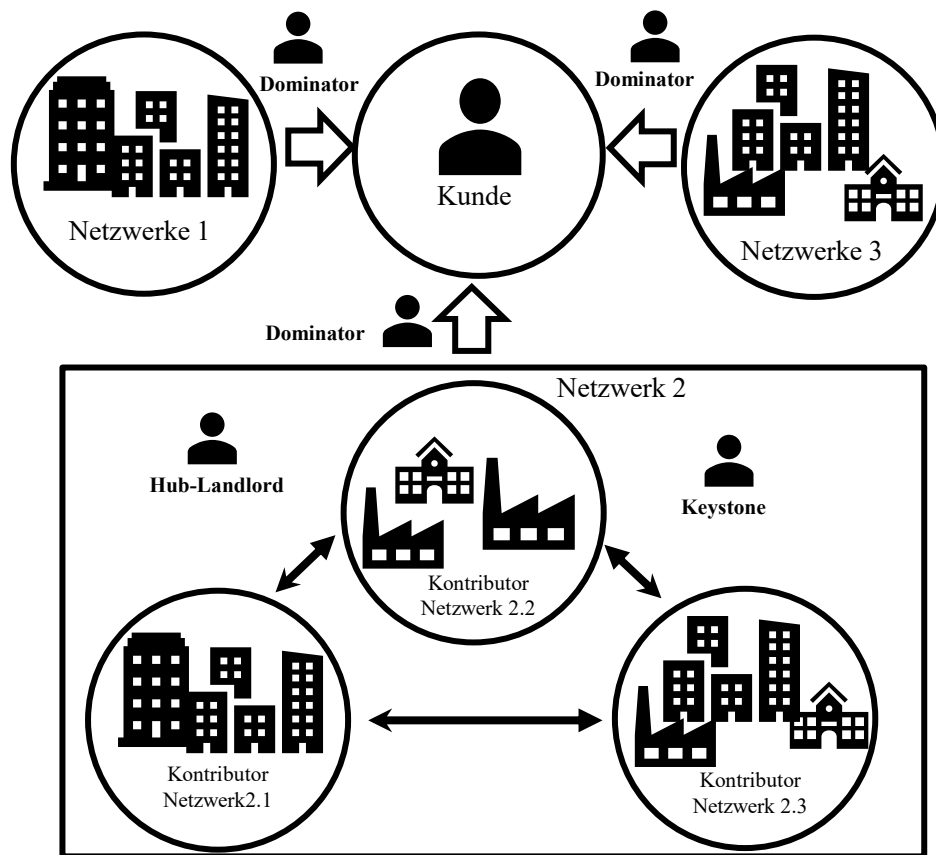 Dominator
Dominator
Kunde
Netzwerke 1
Netzwerke 3
Dominator
Netzwerk 2
Hub-Landlord
Keystone
Kontributor
Netzwerk 2.2
Kontributor
Netzwerk2.1
Kontributor
Netzwerk 2.3